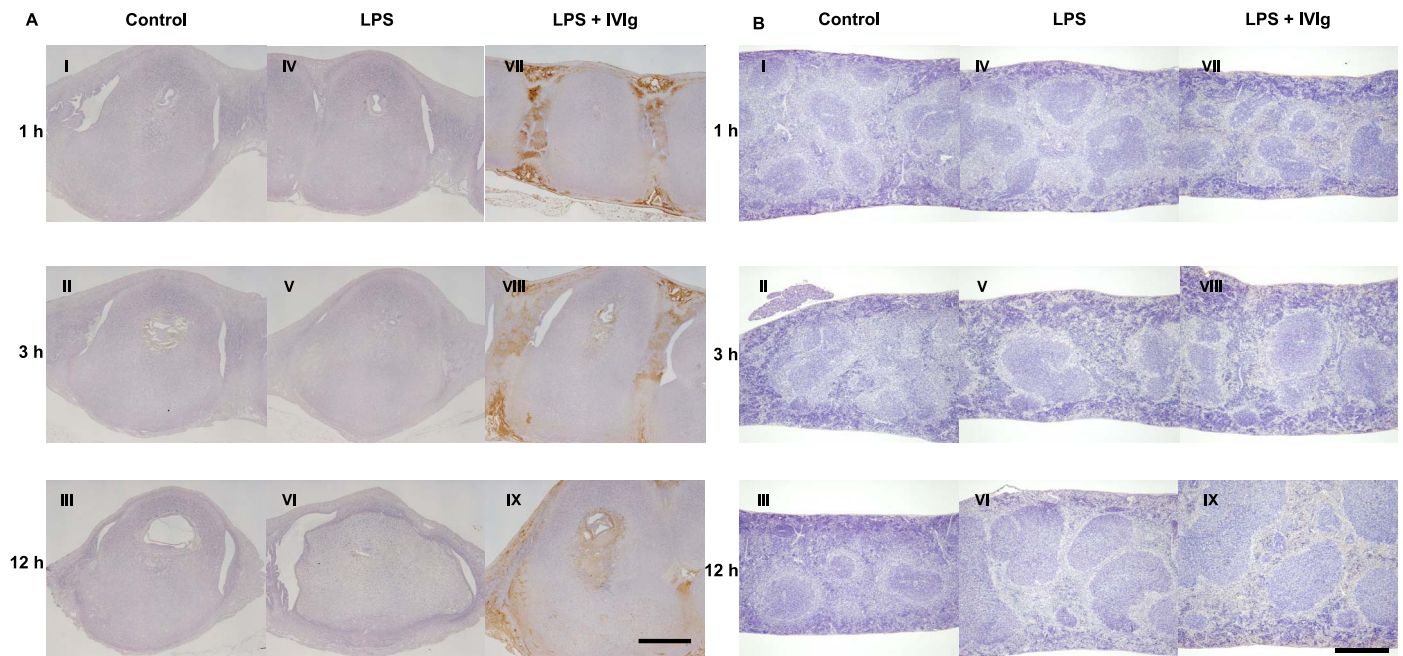 A Control LPS LPS + IVIg B Control LPS LPS + IVIg
I IV VII I IV VII
1 h 1 h
II V VIII II V VIII
3 h 3 h
III VI IX III VI IX
12 h 12 h